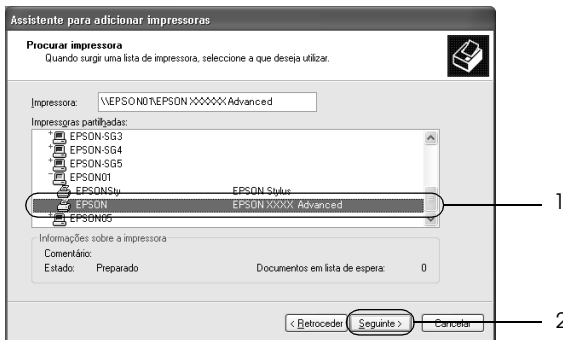 Assistente para adicionar impressoras
Procurar impressora
Quando surgir uma lista de impressora, seleccione a que deseja utilizar.
Impressora: \\EPSON01\EPSON XXXXXX Advanced
Impressoras partilhadas:
EPSON-SG3
EPSON-SG4
EPSON-SG5
EPSON01
EPSONSty EPSON Stylus
EPSON EPSON XXXX Advanced
1
EPSON05
Informações sobre a impressora
Comentário:
Estado: Preparado Documentos em lista de espera: 0
< Retroceder Seguinte > Cancelar
2